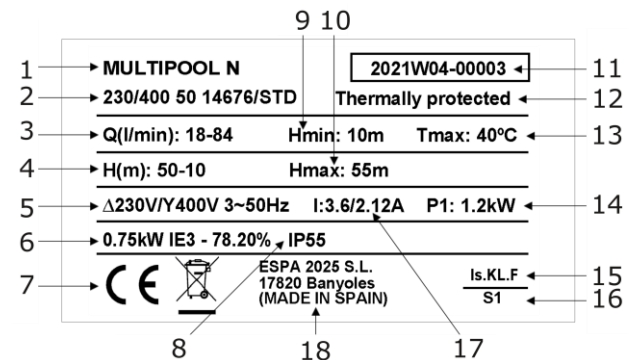 9 10
1 MULTIPOOL N 2021W04-00003 11
2 230/400 50 14676/STD Thermally protected 12
3 Q(l/min): 18-84 Hmin: 10m Tmax: 40ºC 13
4 H(m): 50-10 Hmax: 55m
5 Δ230V/Y400V 3~50Hz I:3.6/2.12A P1: 1.2kW 14
6 0.75kW IE3 - 78.20% IP55
7 CE ESPA 2025 S.L.
17820 Banyoles
(MADE IN SPAIN)
Is.KL.F 15
S1 16
8 18 17